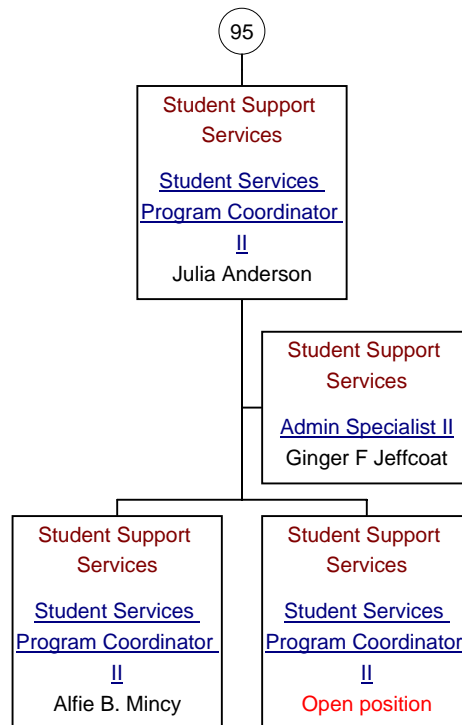 95
Student Support
Services
Student Services
Program Coordinator
II
Julia Anderson
Student Support
Services
Admin Specialist II
Ginger F Jeffcoat
Student Support
Services
Student Services
Program Coordinator
II
Alfie B. Mincy
Student Support
Services
Student Services
Program Coordinator
II
Open position